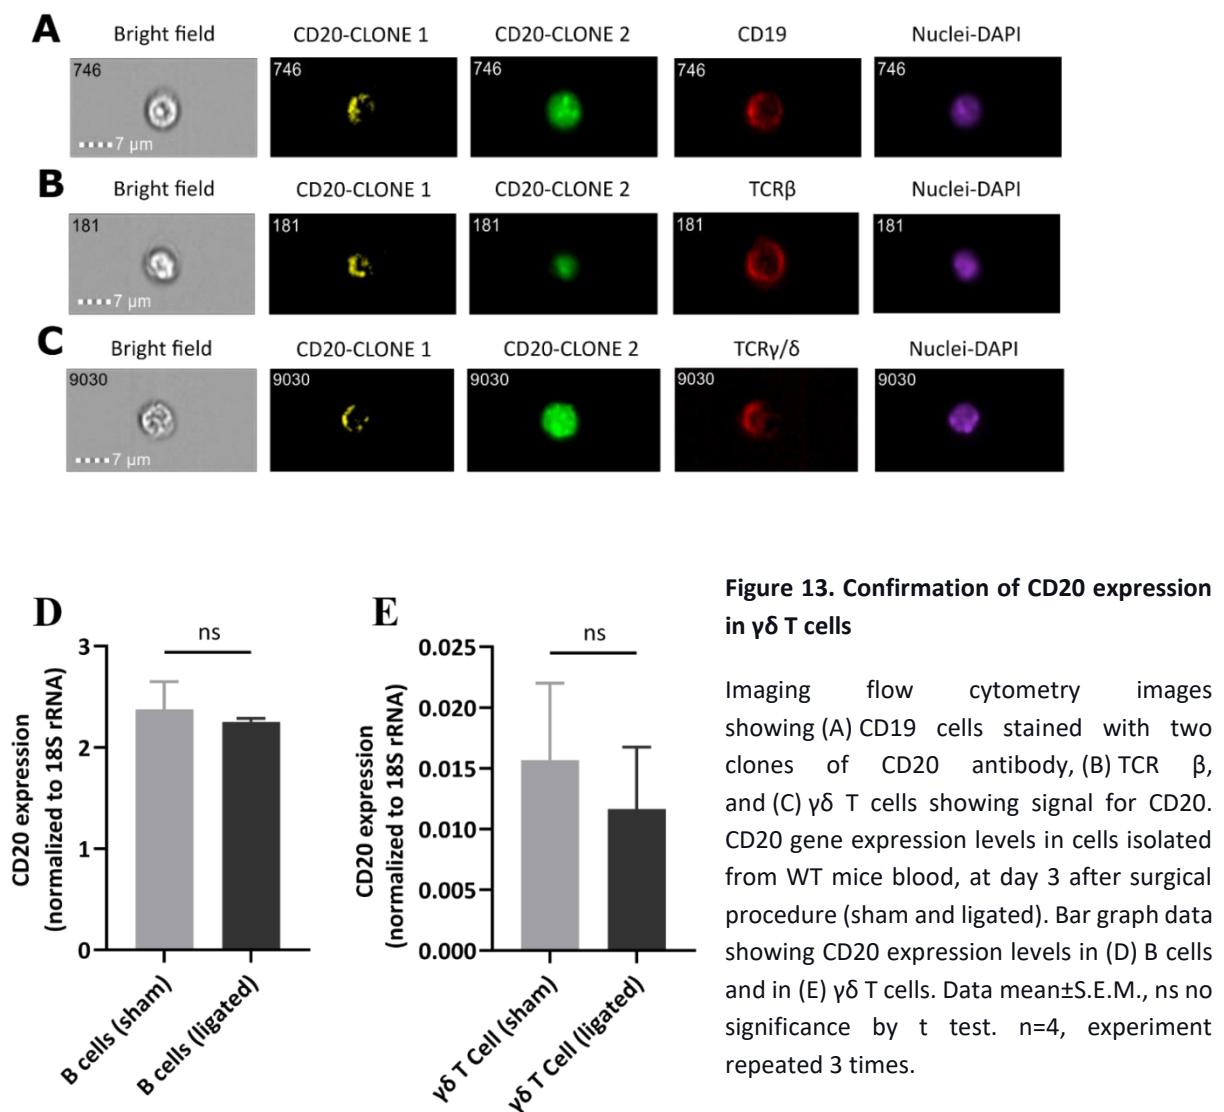 A
Bright field CD20-CLONE 1 CD20-CLONE 2 CD19 Nuclei-DAPI
746 746 746 746 746
7 μm
B
Bright field CD20-CLONE 1 CD20-CLONE 2 TCRβ Nuclei-DAPI
181 181 181 181 181
7 μm
C
Bright field CD20-CLONE 1 CD20-CLONE 2 TCRγ/δ Nuclei-DAPI
9030 9030 9030 9030 9030
7 μm
D
CD20 expression
(normalized to 18S rRNA)
3
2
1
0
ns
B cells (sham)
B cells (ligated)
E
CD20 expression
(normalized to 18S rRNA)
0.025
0.020
0.015
0.010
0.005
0.000
ns
γδ T Cell (sham)
γδ T Cell (ligated)
Figure 13. Confirmation of CD20 expression
in γδ T cells
Imaging flow cytometry images
showing (A) CD19 cells stained with two
clones of CD20 antibody, (B) TCR β,
and (C) γδ T cells showing signal for CD20.
CD20 gene expression levels in cells isolated
from WT mice blood, at day 3 after surgical
procedure (sham and ligated). Bar graph data
showing CD20 expression levels in (D) B cells
and in (E) γδ T cells. Data mean±S.E.M., ns no
significance by t test. n=4, experiment
repeated 3 times.